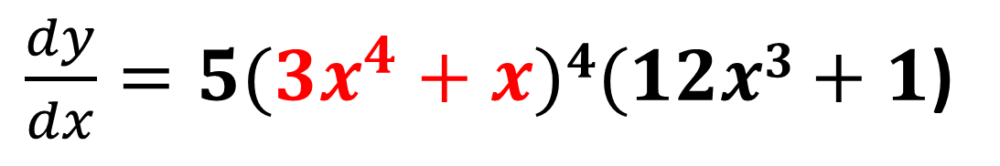 dy/dx = 5(3x⁴ + x)⁴(12x³ + 1)